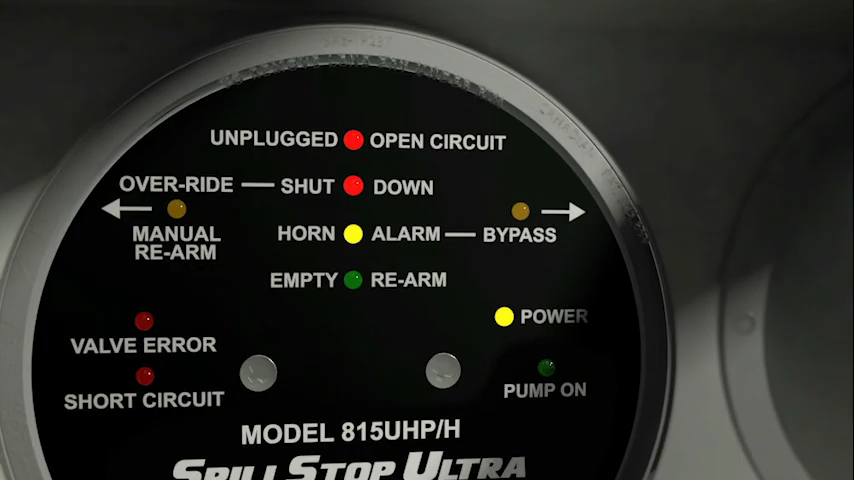 UNPLUGGED OPEN CIRCUIT
OVER-RIDE — SHUT DOWN
MANUAL
RE-ARM
HORN ALARM — BYPASS
EMPTY RE-ARM
POWER
VALVE ERROR
PUMP ON
SHORT CIRCUIT
MODEL 815UHP/H
SPILL STOP ULTRA